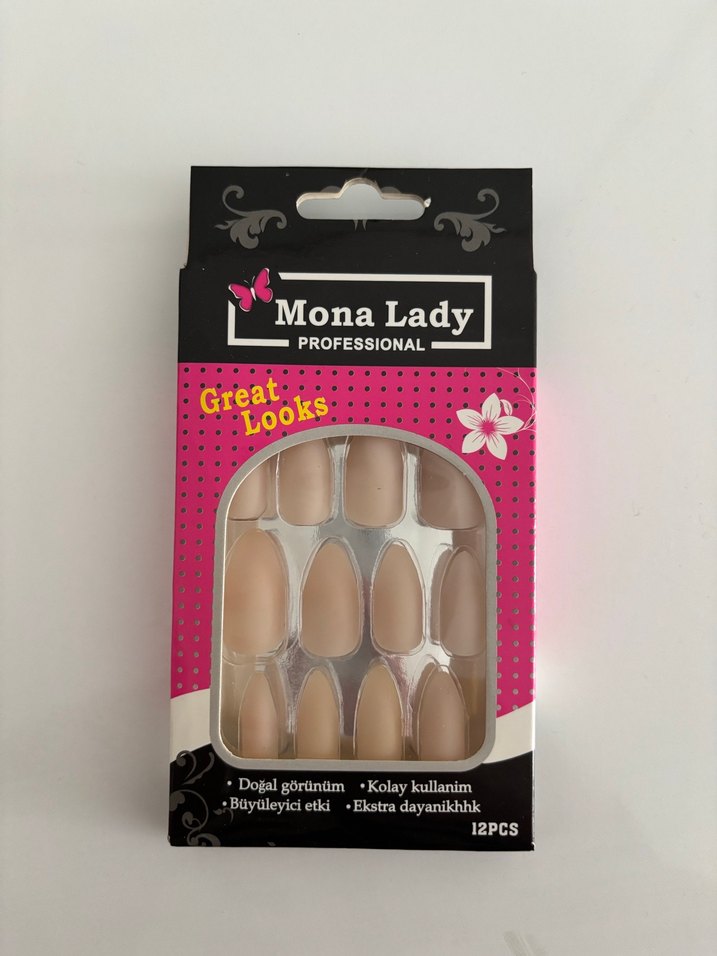 Mona Lady
PROFESSIONAL
Great
Looks
• Doğal görünüm • Kolay kullanim
• Büyüleyici etki • Ekstra dayanikhhk
12PCS